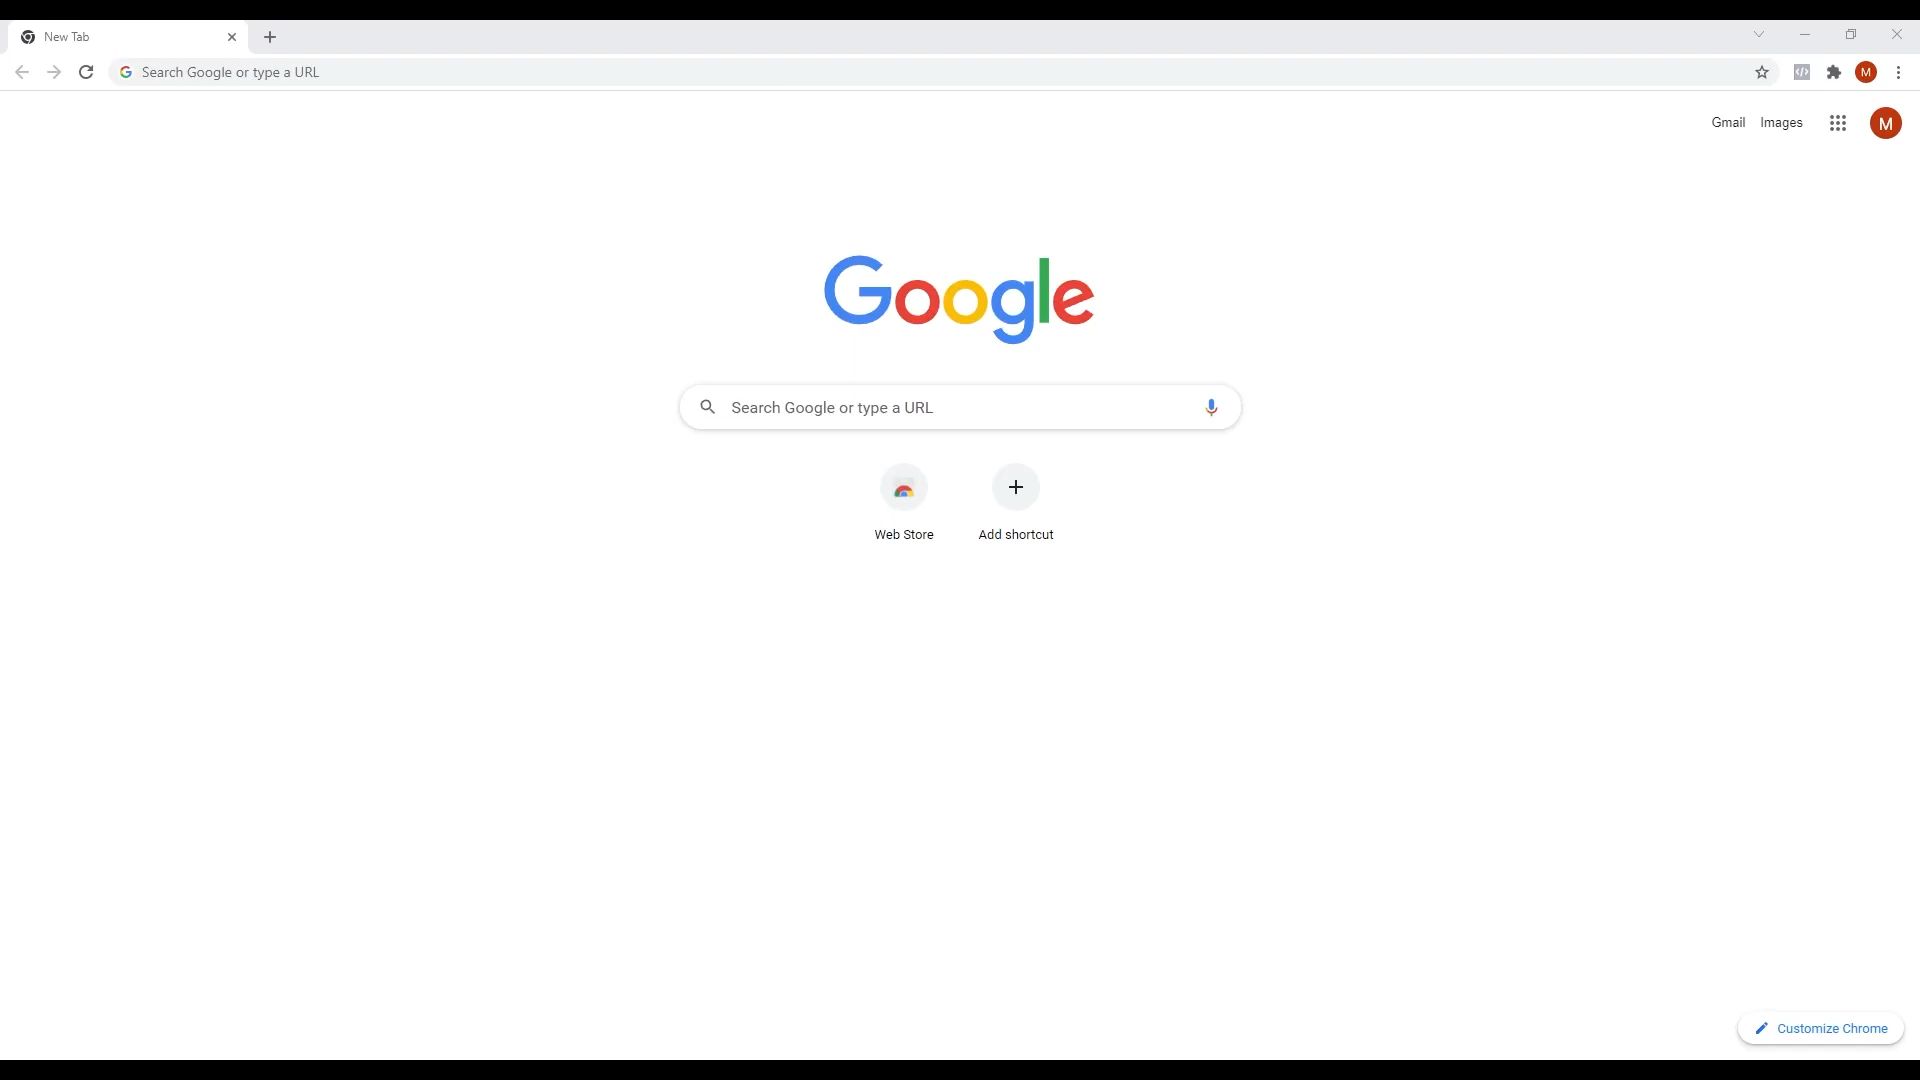 New Tab
Search Google or type a URL
M
Gmail Images
M
Google
Search Google or type a URL
Web Store Add shortcut
Customize Chrome